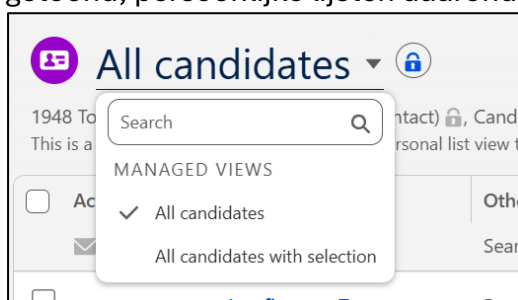 All candidates
1948 To
ntact)
, Cand
This is a
rsonal list view t
Search
MANAGED VIEWS
All candidates
All candidates with selection
Ac
Oth
Sear